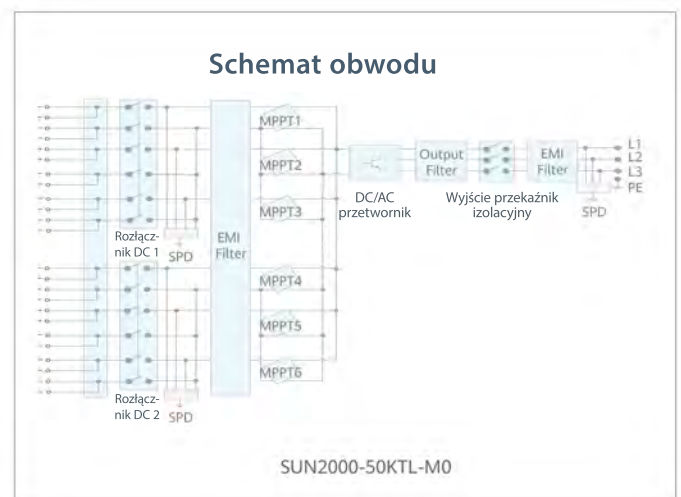 Schemat obwodu
MPPT1
MPPT2
MPPT3
MPPT4
MPPT5
MPPT6
Rozłącz-
nik DC 1
SPD
EMI
Filter
Rozłącz-
nik DC 2
SPD
DC/AC
przetwornik
Output
Filter
Wyjście przekaźnik
izolacyjny
EMI
Filter
L1
L2
L3
PE
SPD
SUN2000-50KTL-M0